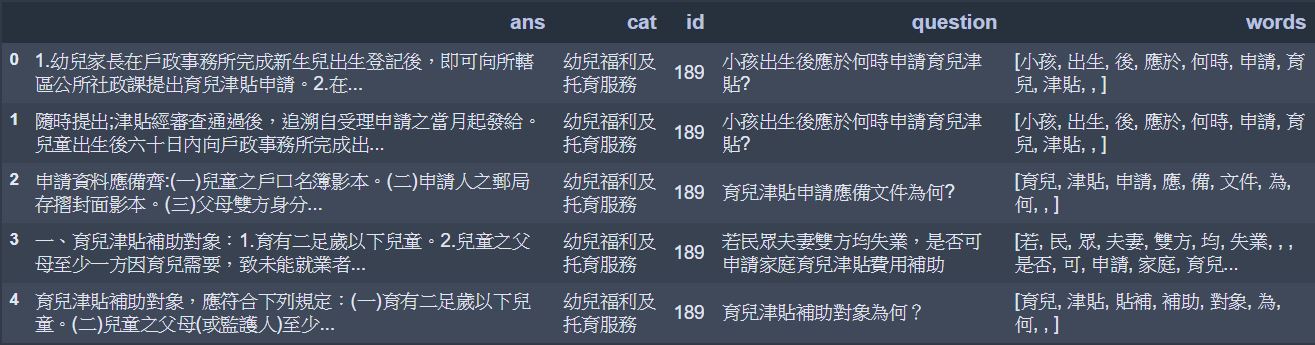 ans cat id question words
0 1.幼兒家長在戶政事務所完成新生兒出生登記後，即可向所轄 幼兒福利及 189 小孩出生後應於何時申請育兒津 [小孩, 出生, 後, 應於, 何時, 申請, 育
區公所社政課提出育兒津貼申請。2.在... 托育服務 貼? 兒, 津貼, , ]
1 隨時提出;津貼經審查通過後，追溯自受理申請之當月起發給。 幼兒福利及 189 小孩出生後應於何時申請育兒津 [小孩, 出生, 後, 應於, 何時, 申請, 育
兒童出生後六十日內向戶政事務所完成出... 托育服務 貼? 兒, 津貼, , ]
2 申請資料應備齊:(一)兒童之戶口名簿影本。(二)申請人之郵局 幼兒福利及 189 育兒津貼申請應備文件為何? [育兒, 津貼, 申請, 應, 備, 文件, 為,
存摺封面影本。(三)父母雙方身分... 托育服務 何, , ]
3 一、育兒津貼補助對象：1.育有二足歲以下兒童。2.兒童之父 幼兒福利及 189 若民眾夫妻雙方均失業，是否可 [若, 民, 眾, 夫妻, 雙方, 均, 失業, , ,
母至少一方因育兒需要，致未能就業者... 托育服務 申請家庭育兒津貼費用補助 是否, 可, 申請, 家庭, 育兒...
4 育兒津貼補助對象，應符合下列規定：(一)育有二足歲以下兒 幼兒福利及 189 育兒津貼補助對象為何？ [育兒, 津貼, 貼補, 補助, 對象, 為,
童。(二)兒童之父母(或監護人)至少... 托育服務 何, , ]